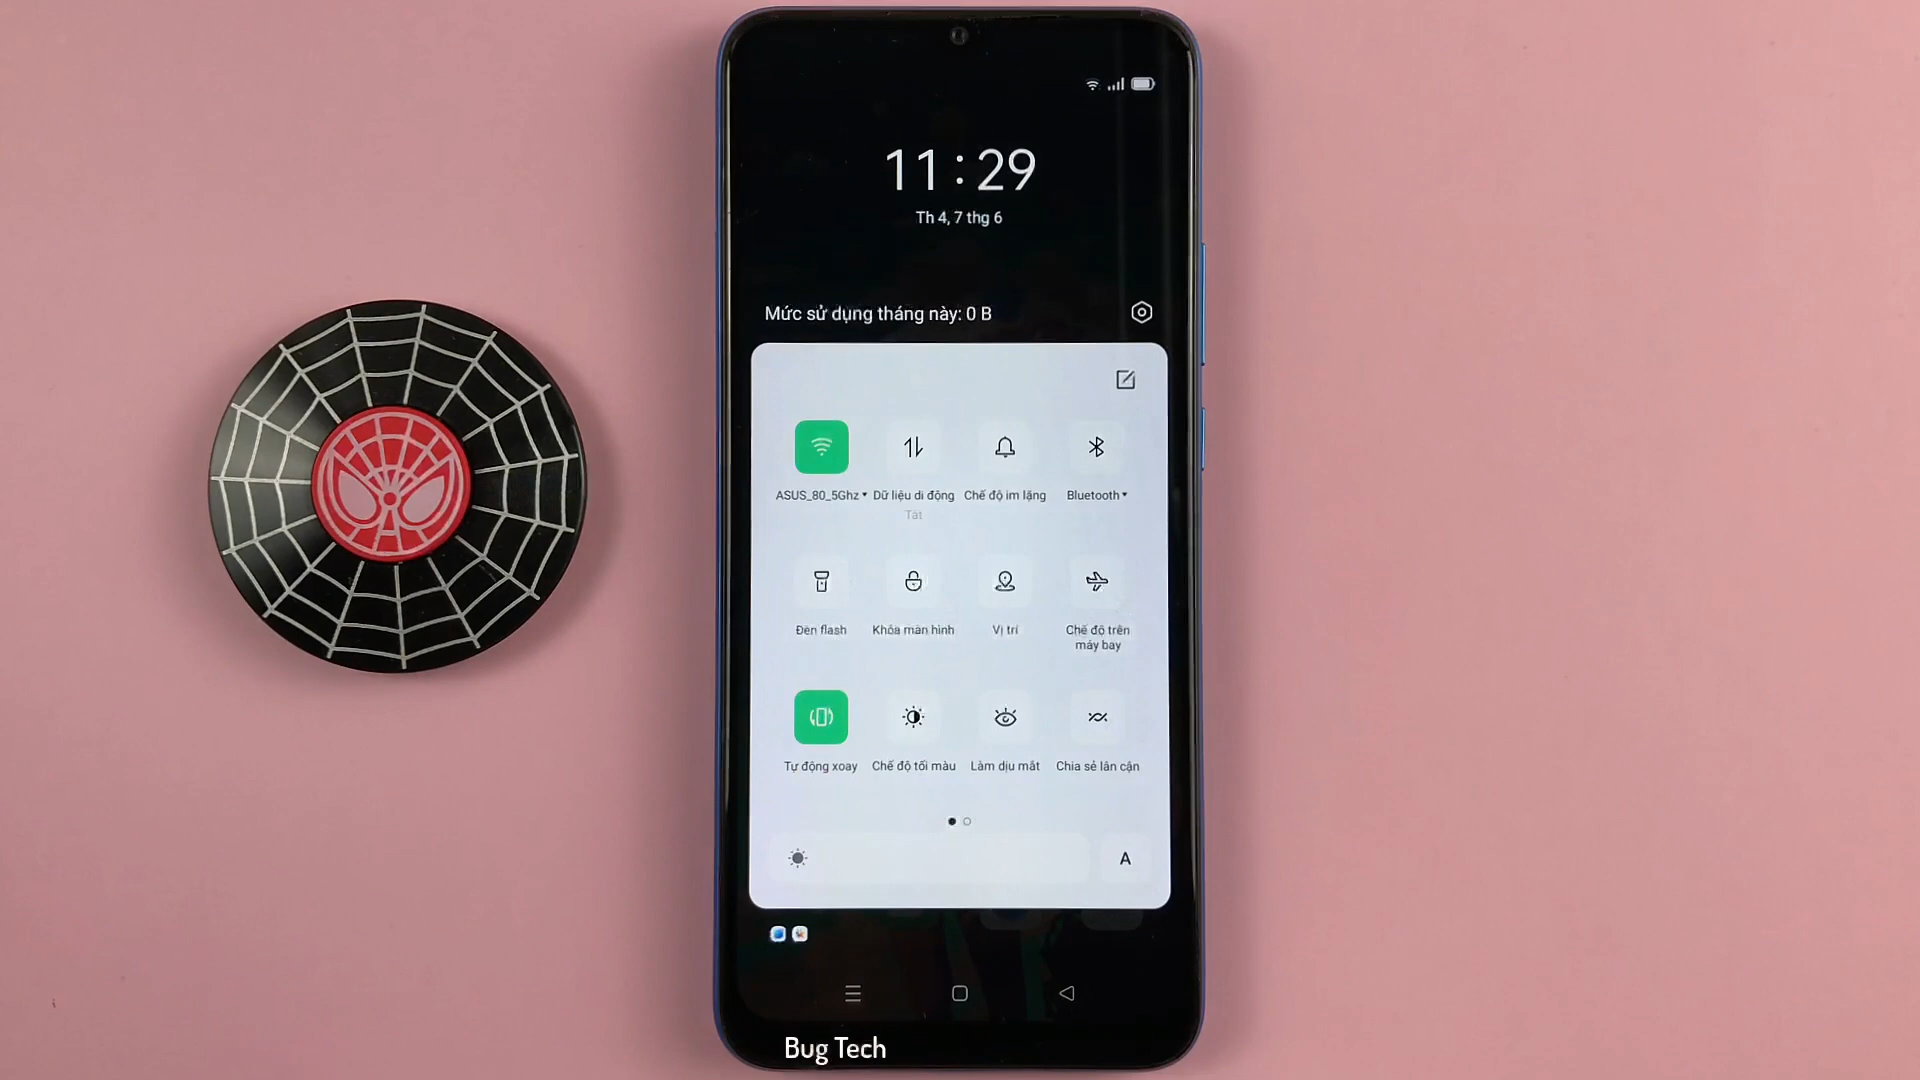 11:29
Th 4, 7 thg 6
Mức sử dụng tháng này: 0 B
ASUS_80_5Ghz
Dữ liệu di động
Tắt
Chế độ im lặng
Bluetooth
Đèn flash
Khóa màn hình
Vị trí
Chế độ trên
máy bay
Tự động xoay
Chế độ tối màu
Làm dịu mắt
Chia sẻ lân cận
A
Bug Tech